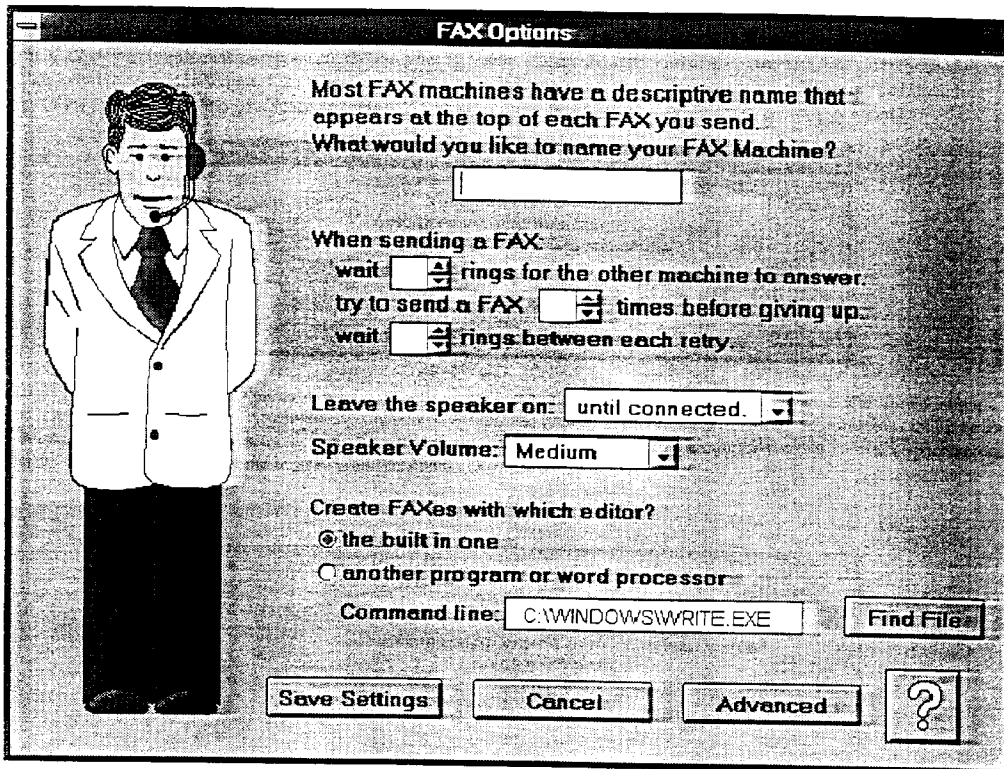 FAX Options
Most FAX machines have a descriptive name that
appears at the top of each FAX you send.
What would you like to name your FAX Machine?
When sending a FAX:
wait rings for the other machine to answer.
try to send a FAX times before giving up.
wait rings between each retry.
Leave the speaker on: until connected.
Speaker Volume: Medium
Create FAXes with which editor?
the built in one
another program or word processor
Command line: C:\WINDOWS\WRITE.EXE Find File
Save Settings Cancel Advanced ?